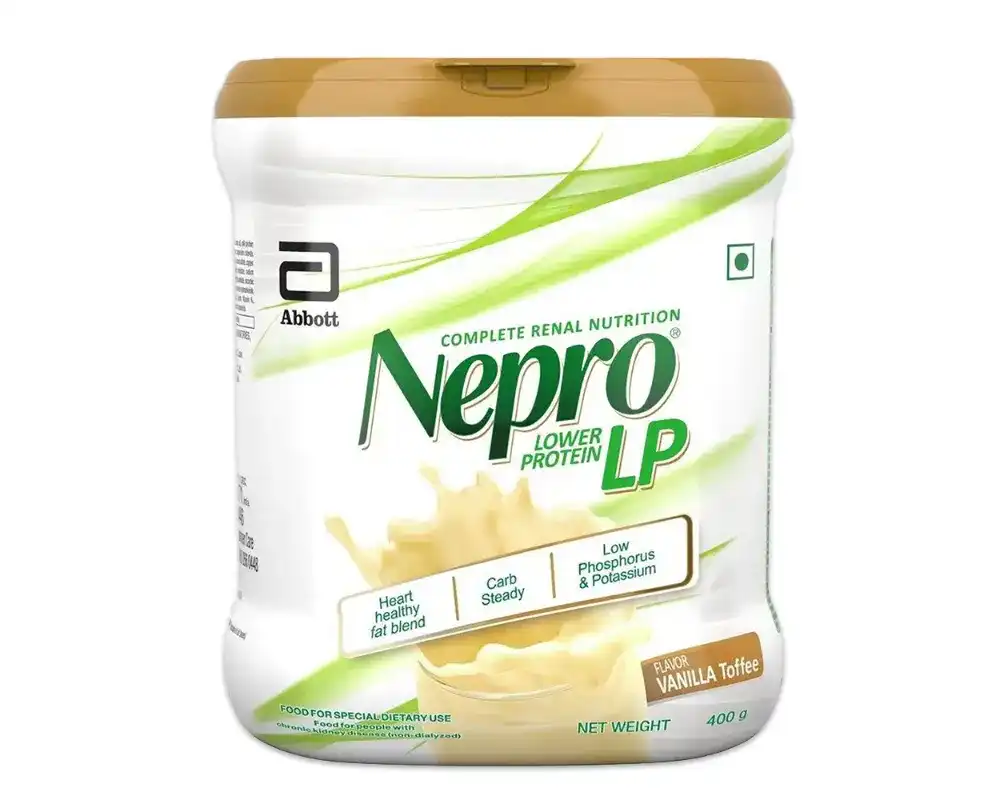 Abbott
COMPLETE RENAL NUTRITION
Nepro®
LOWER
PROTEIN
LP
Heart
healthy
fat blend
Carb
Steady
Low
Phosphorus
& Potassium
FLAVOR
VANILLA Toffee
FOOD FOR SPECIAL DIETARY USE
Food for people with
chronic kidney disease (non-dialyzed)
NET WEIGHT 400 g